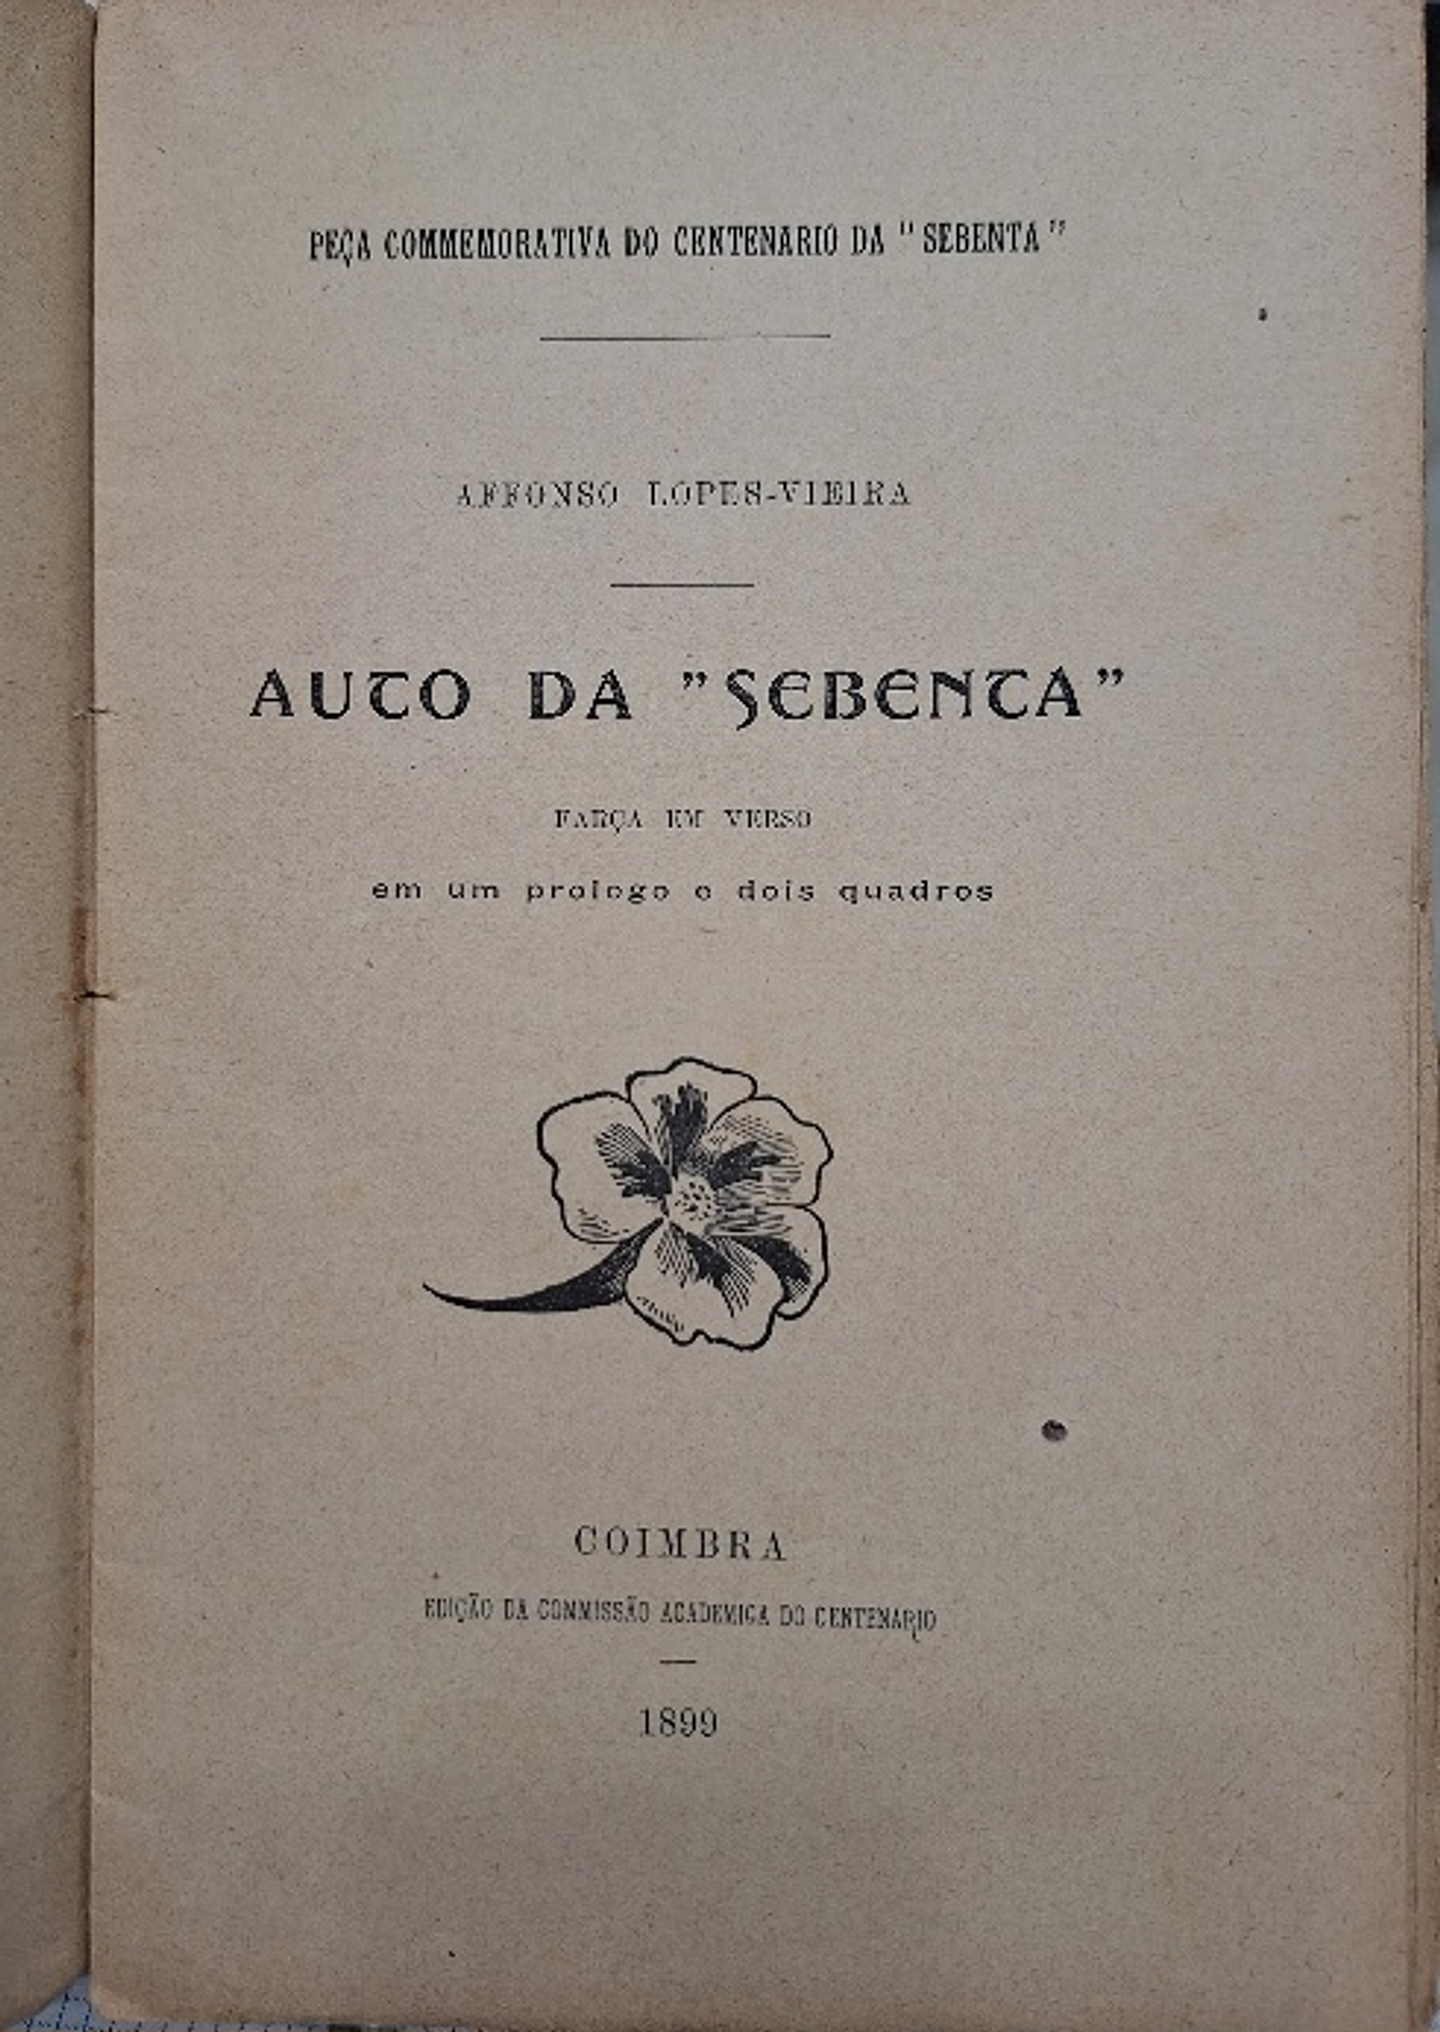 PEÇA COMMEMORATIVA DO CENTENARIO DA "SEBENTA"
AFFONSO LOPES-VIEIRA
AUTO DA "SEBENTA"
FARÇA EM VERSO
em um prologo e dois quadros
COIMBRA
EDIÇÃO DA COMMISSÃO ACADEMICA DO CENTENARIO
1899